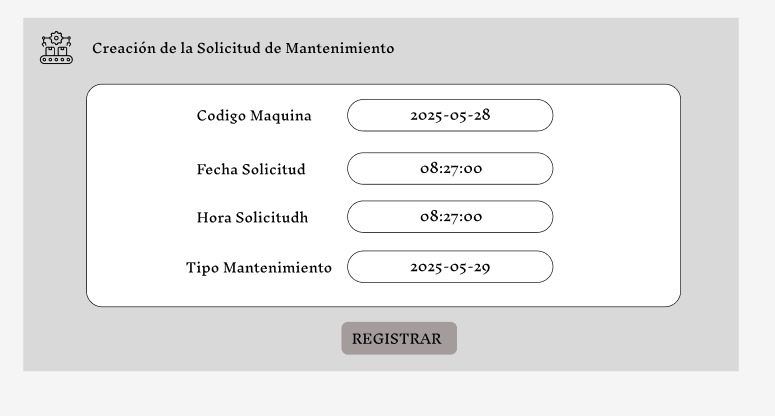 Creación de la Solicitud de Mantenimiento
Codigo Maquina 2025-05-28
Fecha Solicitud 08:27:00
Hora Solicitudh 08:27:00
Tipo Mantenimiento 2025-05-29
REGISTRAR